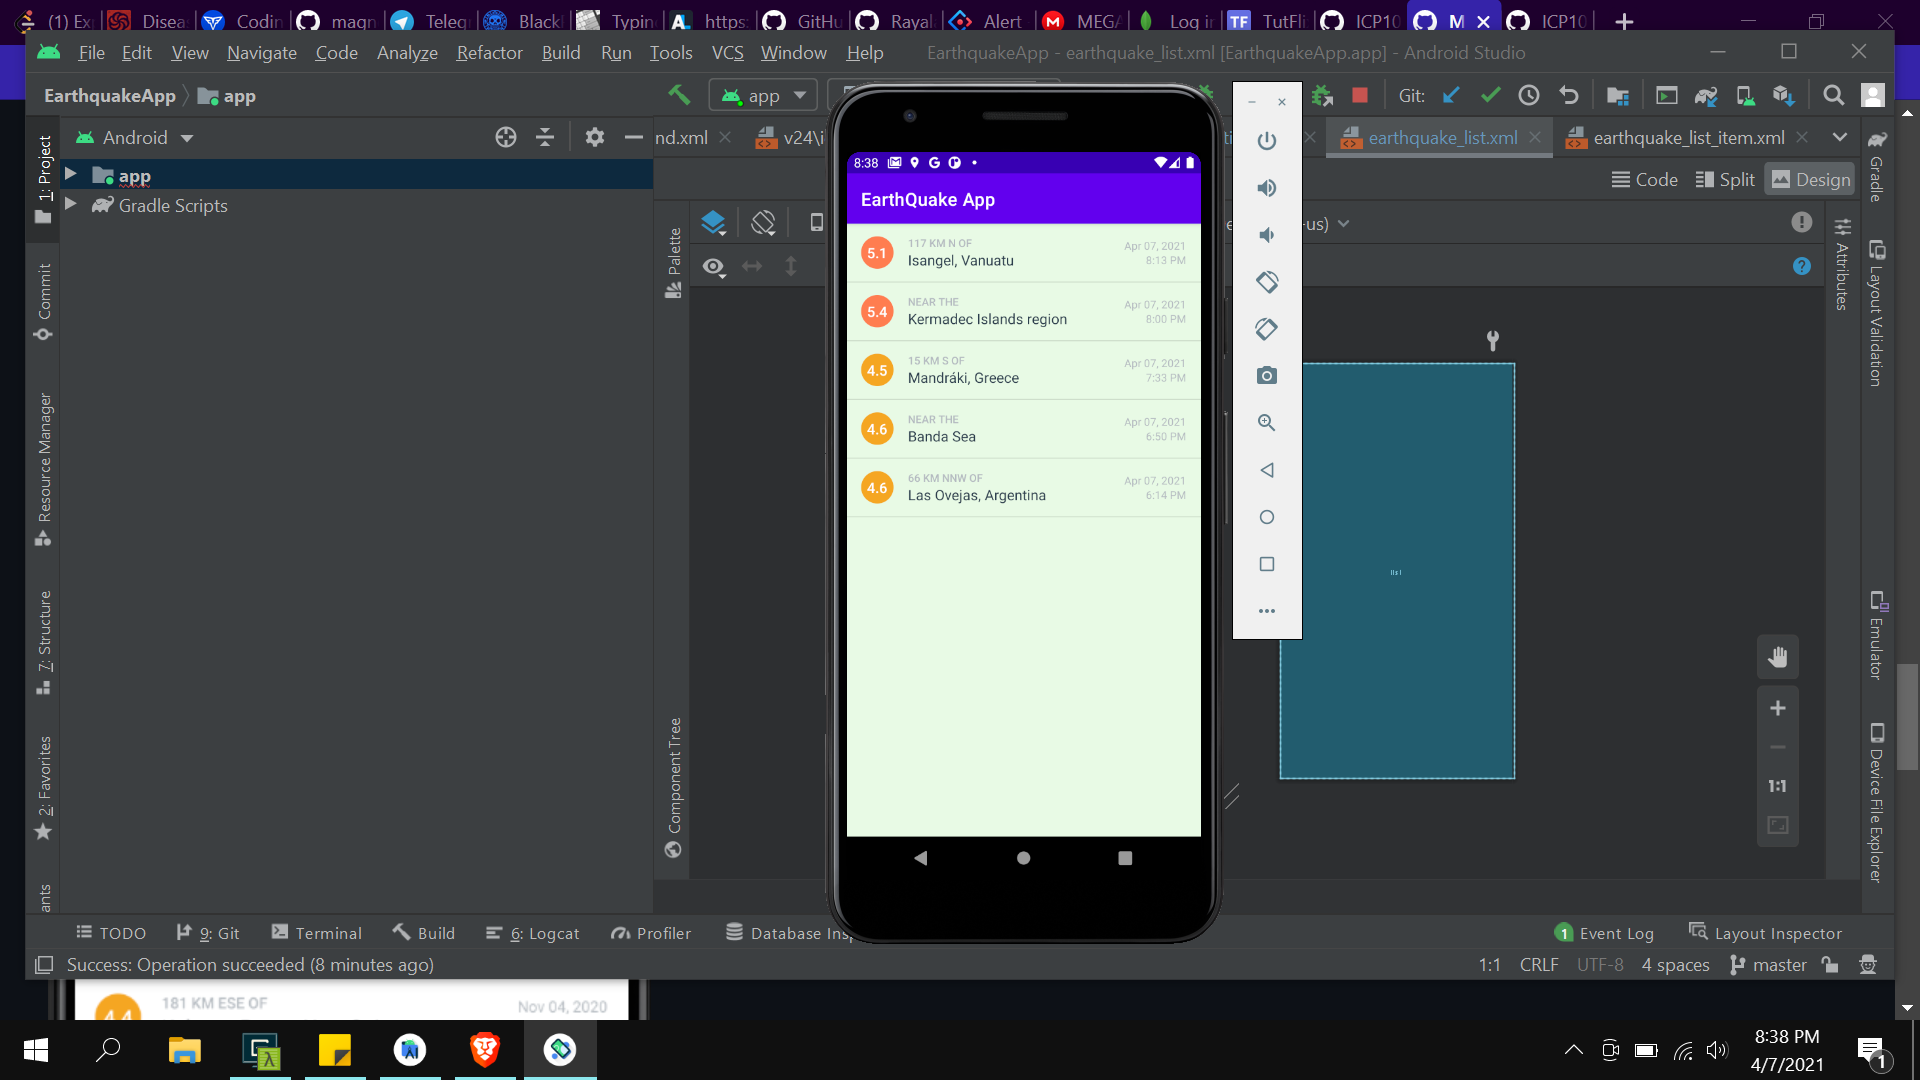 (1) Ex
Disea
Codin
magn
Teleg
Black
Typin
https:
GitHu
Rayal
Alert
MEGA
Log in
TF TutFli
ICP10
M
ICP10
File Edit View Navigate Code Analyze Refactor Build Run Tools VCS Window Help
EarthquakeApp - earthquake_list.xml [EarthquakeApp.app] - Android Studio
EarthquakeApp app
app
Git:
Android
nd.xml
v24\i
earthquake_list.xml
earthquake_list_item.xml
Code
Split
Design
1: Project
Commit
Resource Manager
7: Structure
2: Favorites
ants
app
Gradle Scripts
Palette
Component Tree
-us)
Attributes
Gradle
Layout Validation
Emulator
Device File Explorer
1:1
8:38
EarthQuake App
5.1
117 KM N OF
Isangel, Vanuatu
Apr 07, 2021
8:13 PM
5.4
NEAR THE
Kermadec Islands region
Apr 07, 2021
8:00 PM
4.5
15 KM S OF
Mandráki, Greece
Apr 07, 2021
7:33 PM
4.6
NEAR THE
Banda Sea
Apr 07, 2021
6:50 PM
4.6
66 KM NNW OF
Las Ovejas, Argentina
Apr 07, 2021
6:14 PM
TODO
9: Git
Terminal
Build
6: Logcat
Profiler
Database Insp
1 Event Log
Layout Inspector
Success: Operation succeeded (8 minutes ago)
1:1 CRLF UTF-8 4 spaces master
4.4
181 KM ESE OF
Nov 04, 2020
8:38 PM
4/7/2021
1